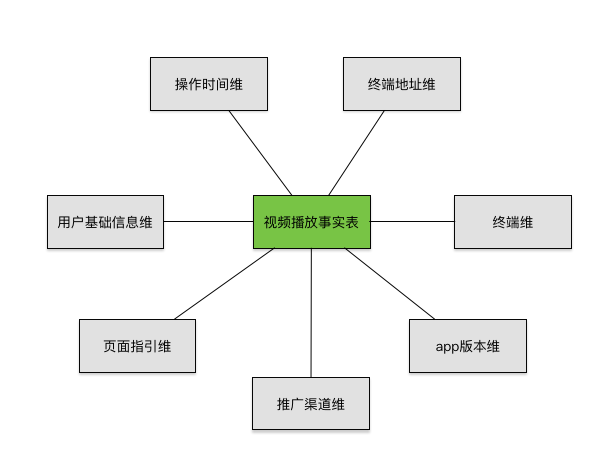 操作时间维
终端地址维
用户基础信息维
视频播放事实表
终端维
页面指引维
app版本维
推广渠道维